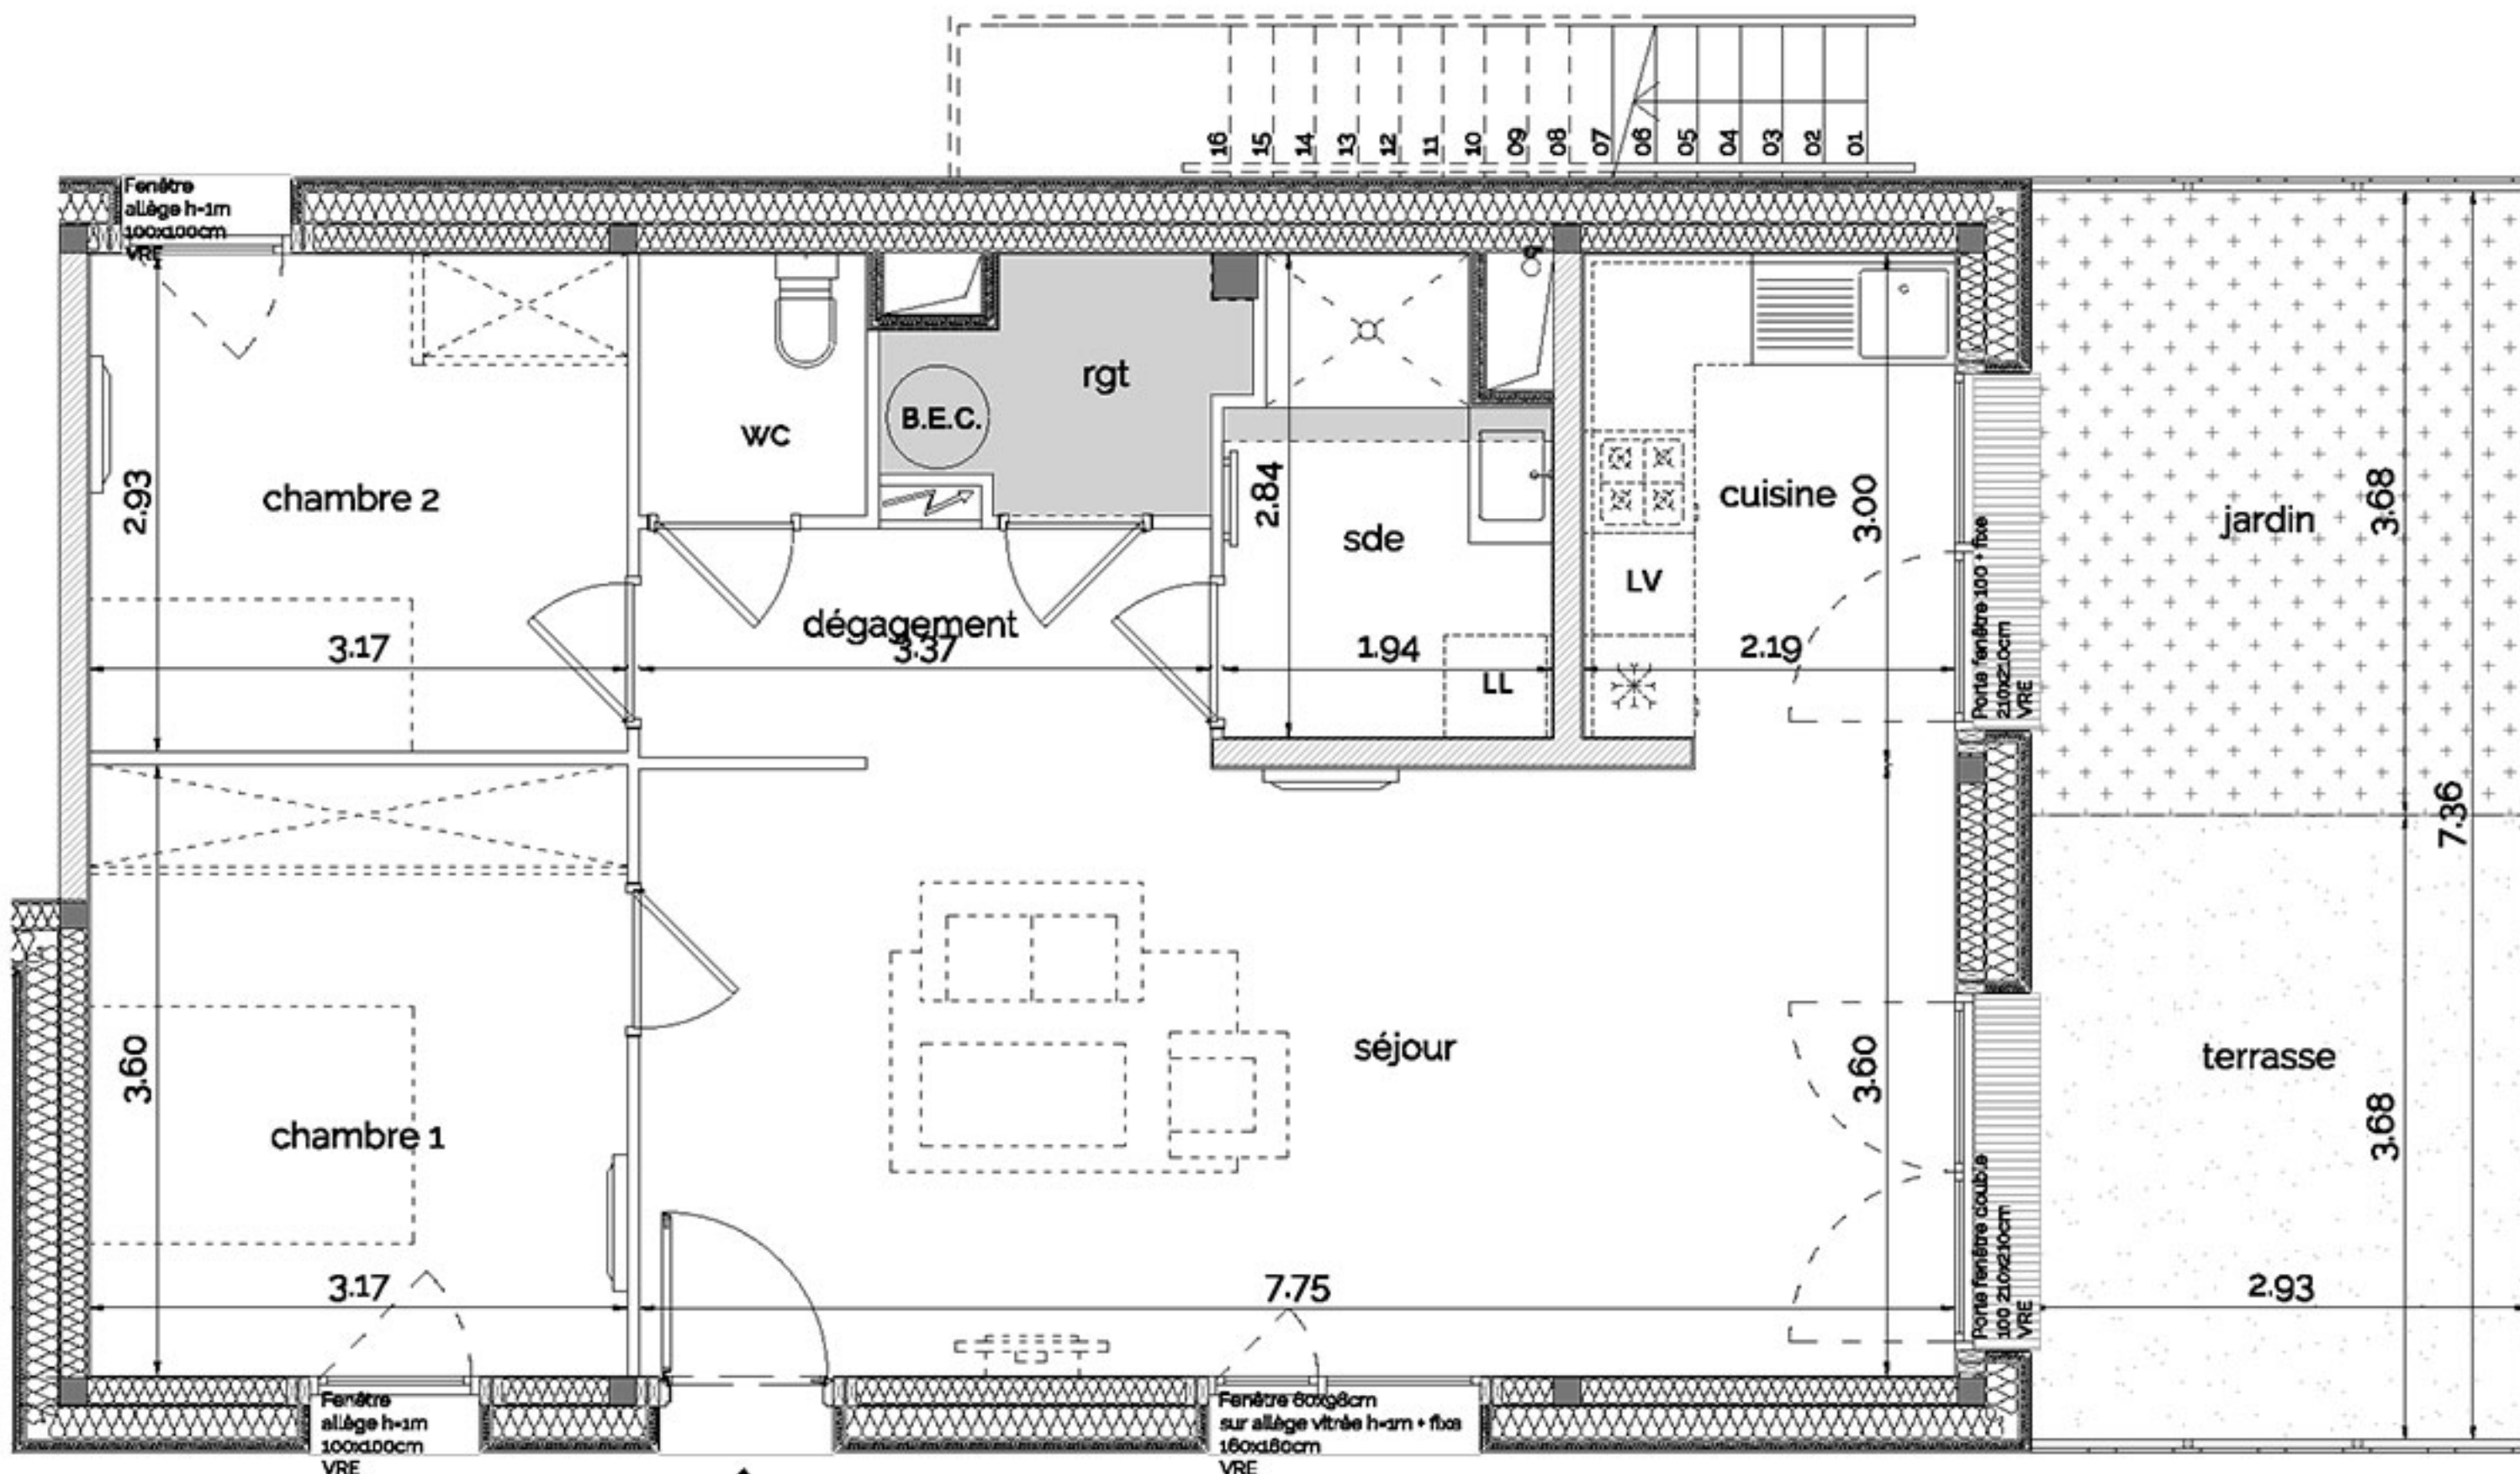 16
15
14
13
12
11
10
09
08
07
06
05
04
03
02
01
Fenêtre
allège h=1m
100x100cm
VRE
rgt
B.E.C.
WC
chambre 2
2.93
2.84
cuisine
3.00
sde
LV
jardin
3.68
Porte fenêtre 100 + fixe
210x210cm
VRE
dégagement
3.17
3.37
1.94
2.19
LL
7.36
séjour
terrasse
3.60
3.60
3.68
chambre 1
Porte fenêtre double
100 210x210cm
VRE
3.17
7.75
2.93
Fenêtre
allège h=1m
100x100cm
VRE
Fenêtre 60x98cm
sur allège vitrée h=1m + fixe
160x160cm
VRE